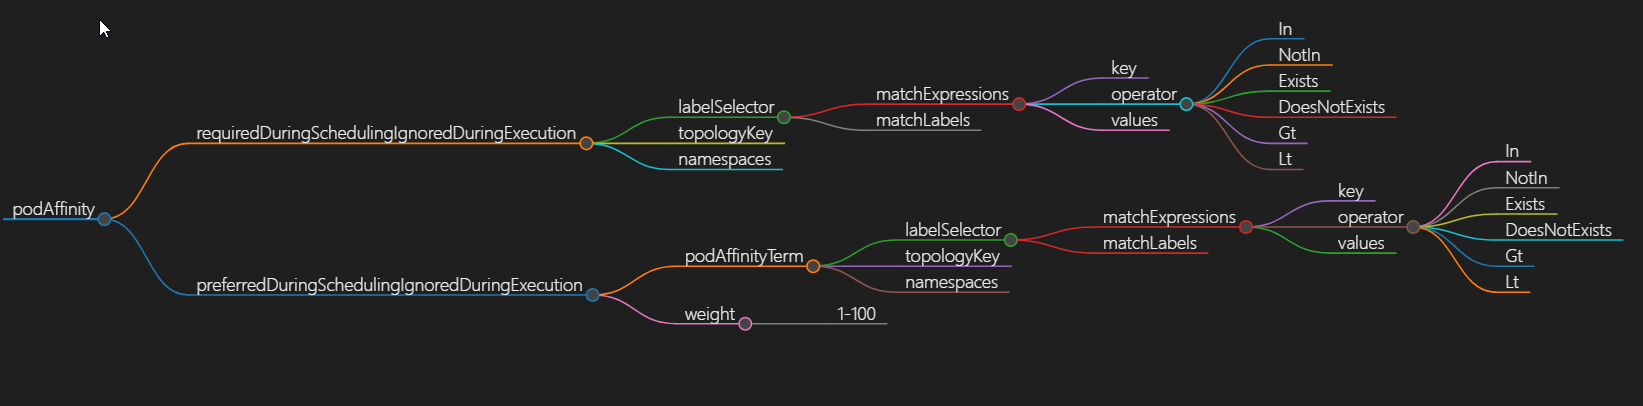 podAffinity
requiredDuringSchedulingIgnoredDuringExecution
labelSelector
matchExpressions
key
operator
In
NotIn
Exists
DoesNotExists
Gt
Lt
values
matchLabels
topologyKey
namespaces
preferredDuringSchedulingIgnoredDuringExecution
podAffinityTerm
labelSelector
matchExpressions
key
operator
In
NotIn
Exists
DoesNotExists
Gt
Lt
values
matchLabels
topologyKey
namespaces
weight
1-100